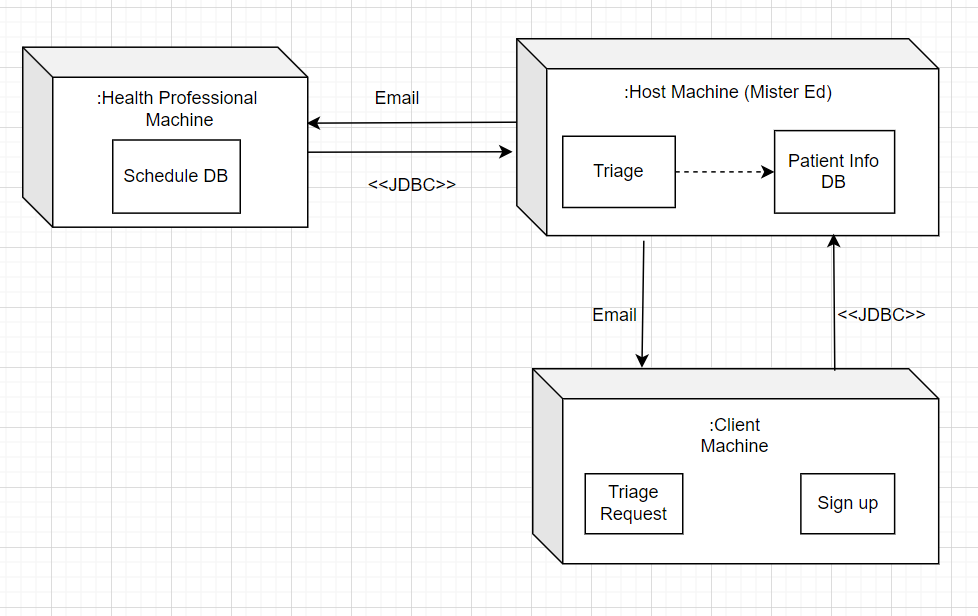 :Health Professional
Machine
Schedule DB
Email
<<JDBC>>
:Host Machine (Mister Ed)
Triage
Patient Info
DB
Email
<<JDBC>>
:Client
Machine
Triage
Request
Sign up